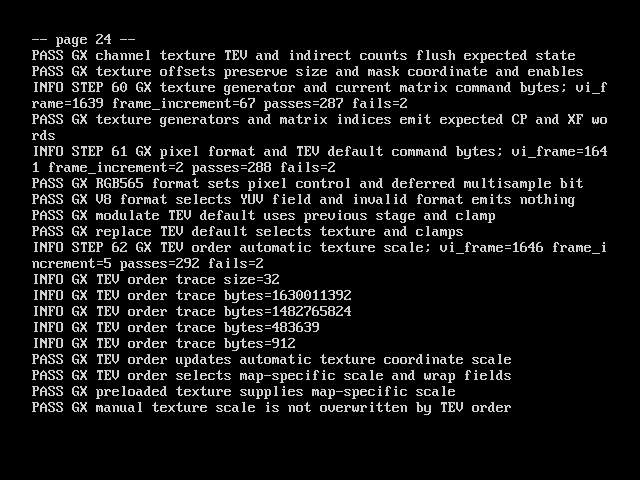 -- page 24 --
PASS GX channel texture TEV and indirect counts flush expected state
PASS GX texture offsets preserve size and mask coordinate and enables
INFO STEP 60 GX texture generator and current matrix command bytes; vi_f
rame=1639 frame_increment=67 passes=287 fails=2
PASS GX texture generators and matrix indices emit expected CP and XF wo
rds
INFO STEP 61 GX pixel format and TEV default command bytes; vi_frame=164
1 frame_increment=2 passes=288 fails=2
PASS GX RGB565 format sets pixel control and deferred multisample bit
PASS GX V8 format selects YUV field and invalid format emits nothing
PASS GX modulate TEV default uses previous stage and clamp
PASS GX replace TEV default selects texture and clamps
INFO STEP 62 GX TEV order automatic texture scale; vi_frame=1646 frame_i
ncrement=5 passes=292 fails=2
INFO GX TEV order trace size=32
INFO GX TEV order trace bytes=1630011392
INFO GX TEV order trace bytes=1482765824
INFO GX TEV order trace bytes=483639
INFO GX TEV order trace bytes=912
PASS GX TEV order updates automatic texture coordinate scale
PASS GX TEV order selects map-specific scale and wrap fields
PASS GX preloaded texture supplies map-specific scale
PASS GX manual texture scale is not overwritten by TEV order